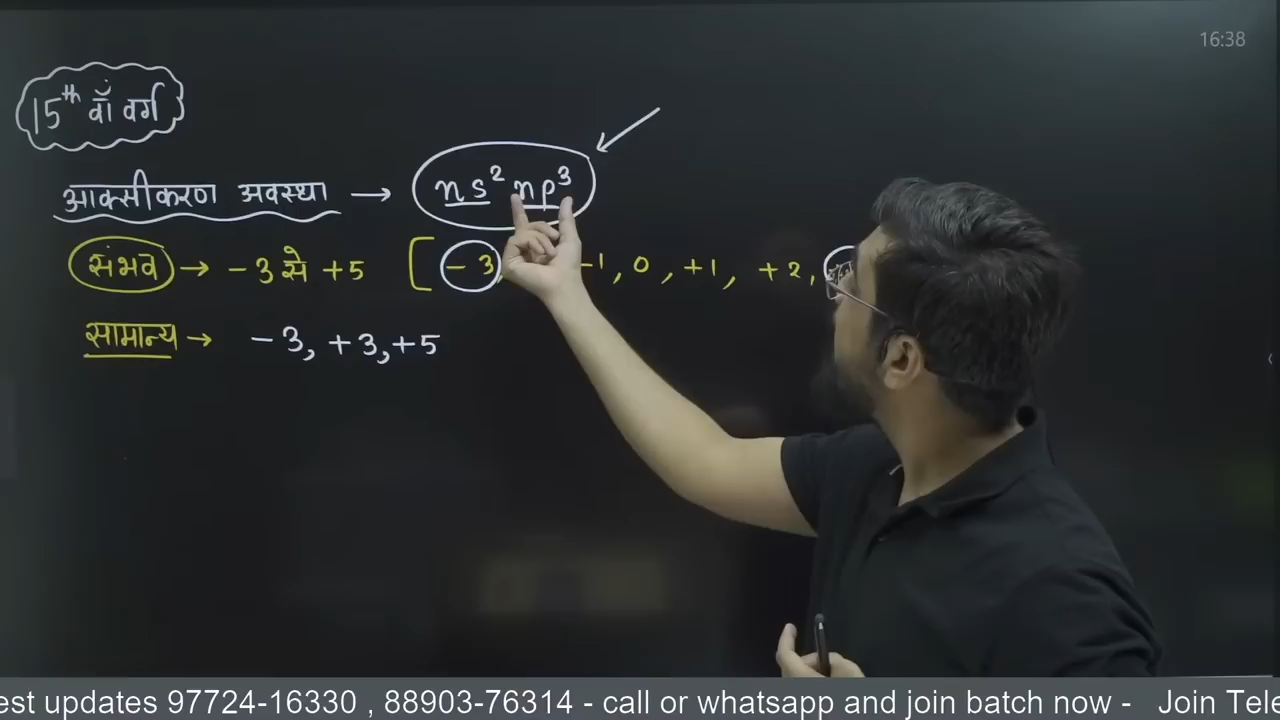 16:38
15th वाँ वर्ग
आक्सीकरण अवस्था → ns² np³
संभव → -3 से +5 [ -3, -1, 0, +1, +2,
सामान्य → -3, +3, +5
est updates 97724-16330 , 88903-76314 - call or whatsapp and join batch now - Join Tele